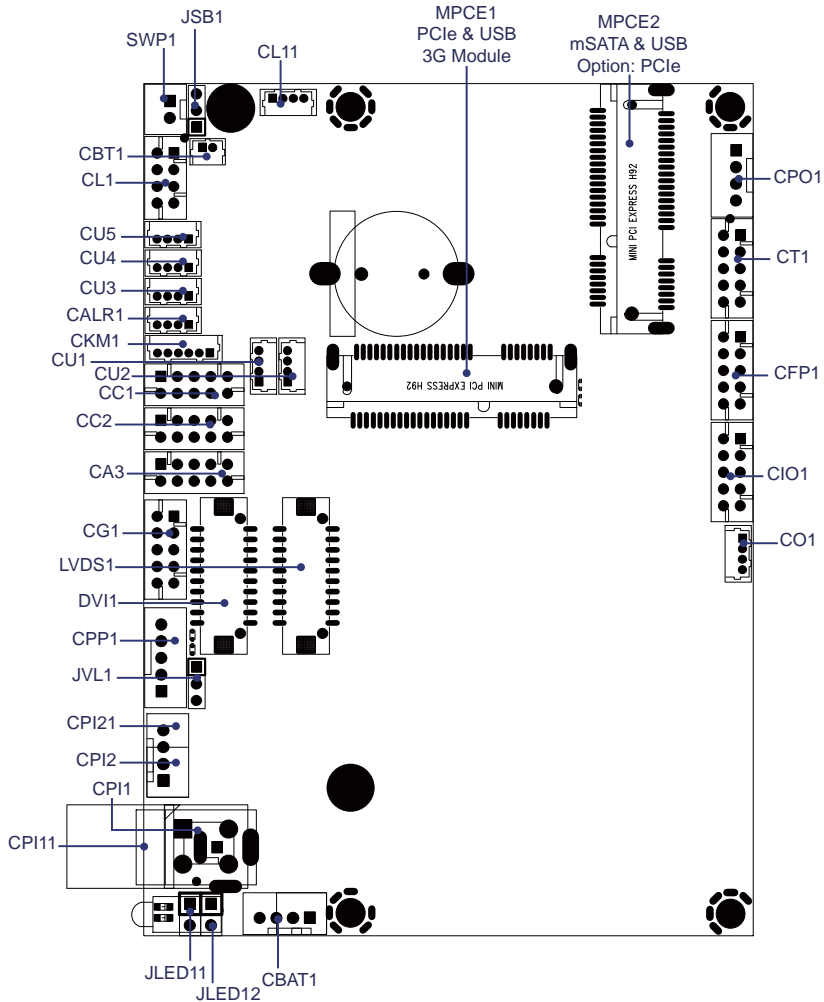 JSB1
SWP1
CL11
MPCE1
PCIe & USB
3G Module
MPCE2
mSATA & USB
Option: PCIe
CBT1
CL1
CU5
CU4
CU3
CALR1
CKM1
CU1
CU2
CC1
CC2
CA3
CG1
LVDS1
DVI1
CPP1
JVL1
CPI21
CPI2
CPI1
CPI11
JLED11
JLED12
CBAT1
MINI PCI EXPRESS H92
MINI PCI EXPRESS H92
CPO1
CT1
CFP1
CIO1
CO1